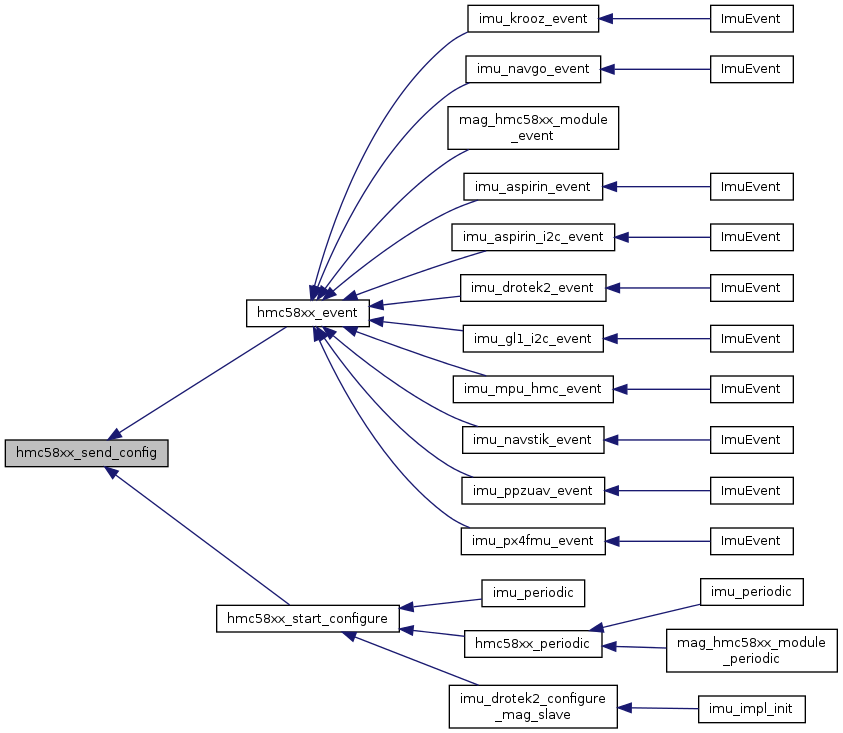 imu_krooz_event
ImuEvent
imu_navgo_event
ImuEvent
mag_hmc58xx_module
_event
imu_aspirin_event
ImuEvent
imu_aspirin_i2c_event
ImuEvent
imu_drotek2_event
ImuEvent
hmc58xx_event
imu_gl1_i2c_event
ImuEvent
imu_mpu_hmc_event
ImuEvent
imu_navstik_event
ImuEvent
hmc58xx_send_config
imu_ppzuav_event
ImuEvent
imu_px4fmu_event
ImuEvent
imu_periodic
imu_periodic
hmc58xx_start_configure
hmc58xx_periodic
mag_hmc58xx_module
_periodic
imu_drotek2_configure
_mag_slave
imu_impl_init